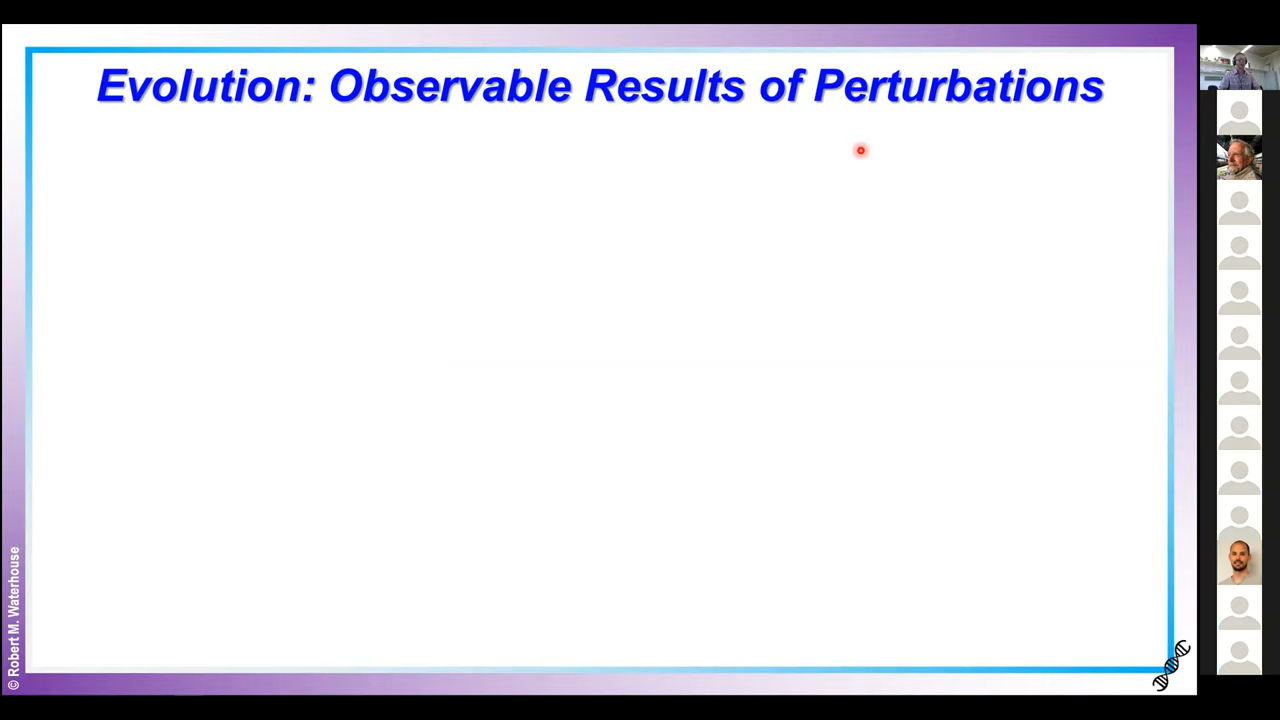 Evolution: Observable Results of Perturbations
© Robert M. Waterhouse